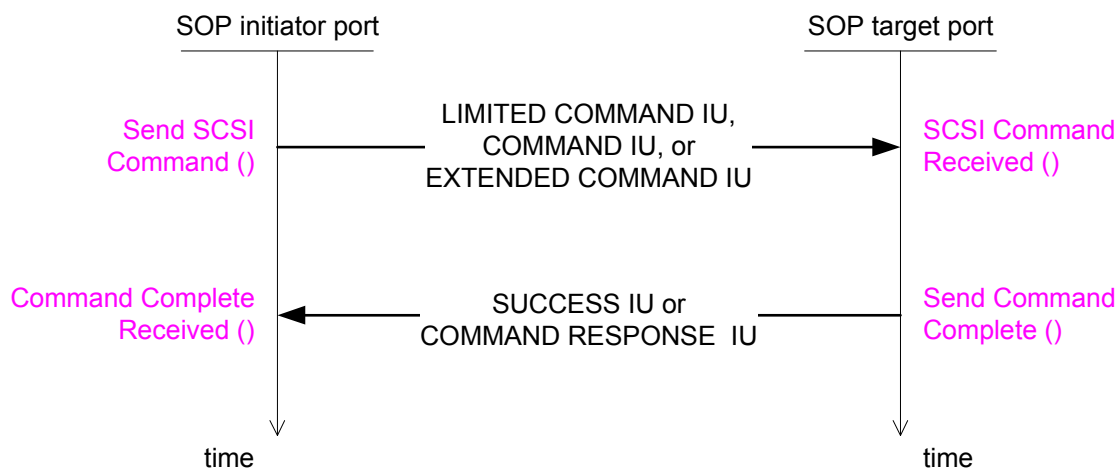 SOP initiator port
SOP target port
Send SCSI
Command ()
LIMITED COMMAND IU,
COMMAND IU, or
EXTENDED COMMAND IU
SCSI Command
Received ()
Command Complete
Received ()
SUCCESS IU or
COMMAND RESPONSE IU
Send Command
Complete ()
time
time